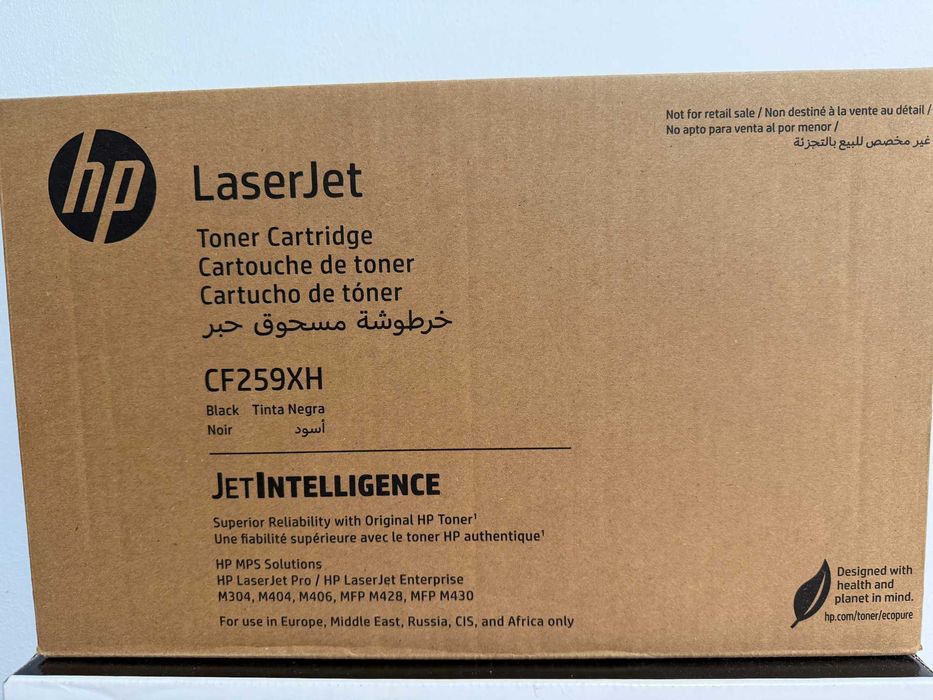 Not for retail sale / Non destiné à la vente au détail /
No apto para venta al por menor /
غير مخصص للبيع بالتجزئة
hp
LaserJet
Toner Cartridge
Cartouche de toner
Cartucho de tóner
خرطوشة مسحوق حبر
CF259XH
Black Tinta Negra
Noir أسود
JETINTELLIGENCE
Superior Reliability with Original HP Toner¹
Une fiabilité supérieure avec le toner HP authentique¹
HP MPS Solutions
HP LaserJet Pro / HP LaserJet Enterprise
M304, M404, M406, MFP M428, MFP M430
For use in Europe, Middle East, Russia, CIS, and Africa only
Designed with
health and
planet in mind.
hp.com/toner/ecopure